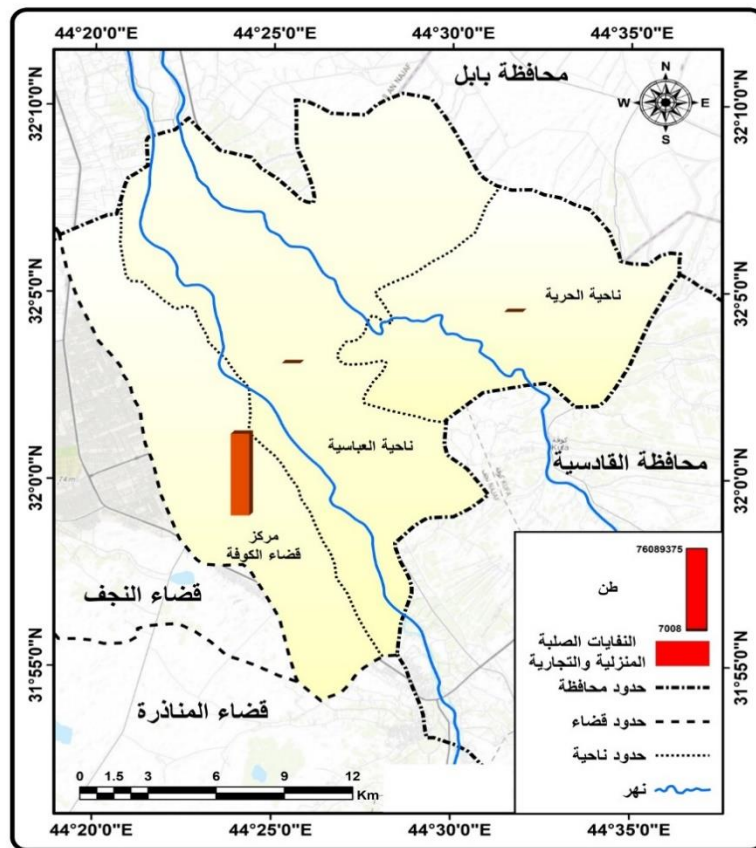 44°20'0"E 44°25'0"E 44°30'0"E 44°35'0"E
32°10'0"N
32°5'0"N
32°0'0"N
31°55'0"N
محافظة بابل
N
W E
S
32°10'0"N
32°5'0"N
32°0'0"N
31°55'0"N
ناحية الحرية
ناحية العباسية
محافظة القادسية
مركز
قضاء الكوفة
قضاء النجف
قضاء المناذرة
76089375
طن
7008
النفايات الصلبة
المنزلية والتجارية
حدود محافظة
حدود قضاء
حدود ناحية
نهر
0 1.5 3 6 9 12
Km
44°20'0"E 44°25'0"E 44°30'0"E 44°35'0"E